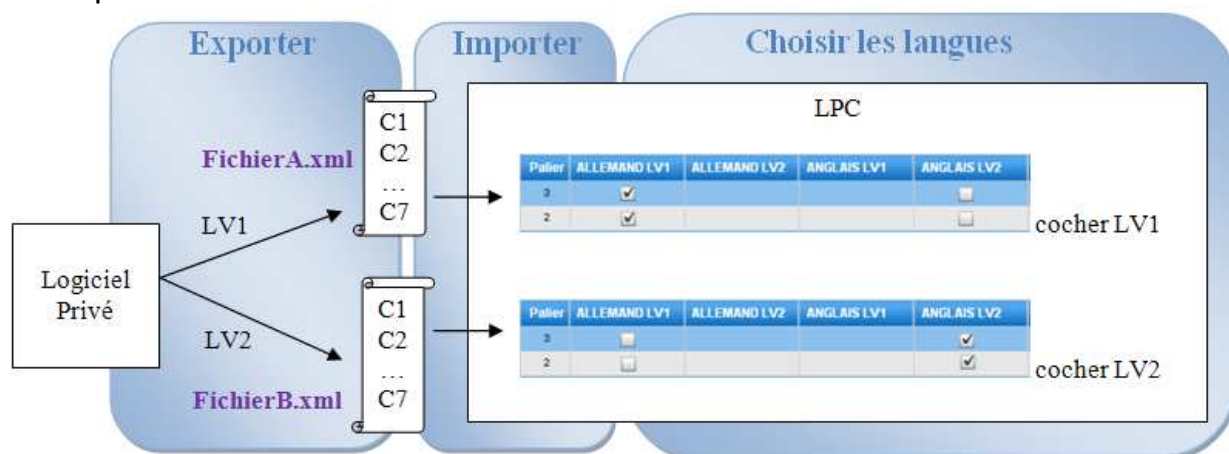 Exporter
Importer
Choisir les langues
LPC
FichierA.xml
C1
C2
…
C7
LV1
Palier ALLEMAND LV1 ALLEMAND LV2 ANGLAIS LV1 ANGLAIS LV2
3
2
cocher LV1
Logiciel
Privé
LV2
FichierB.xml
C1
C2
…
C7
Palier ALLEMAND LV1 ALLEMAND LV2 ANGLAIS LV1 ANGLAIS LV2
3
2
cocher LV2